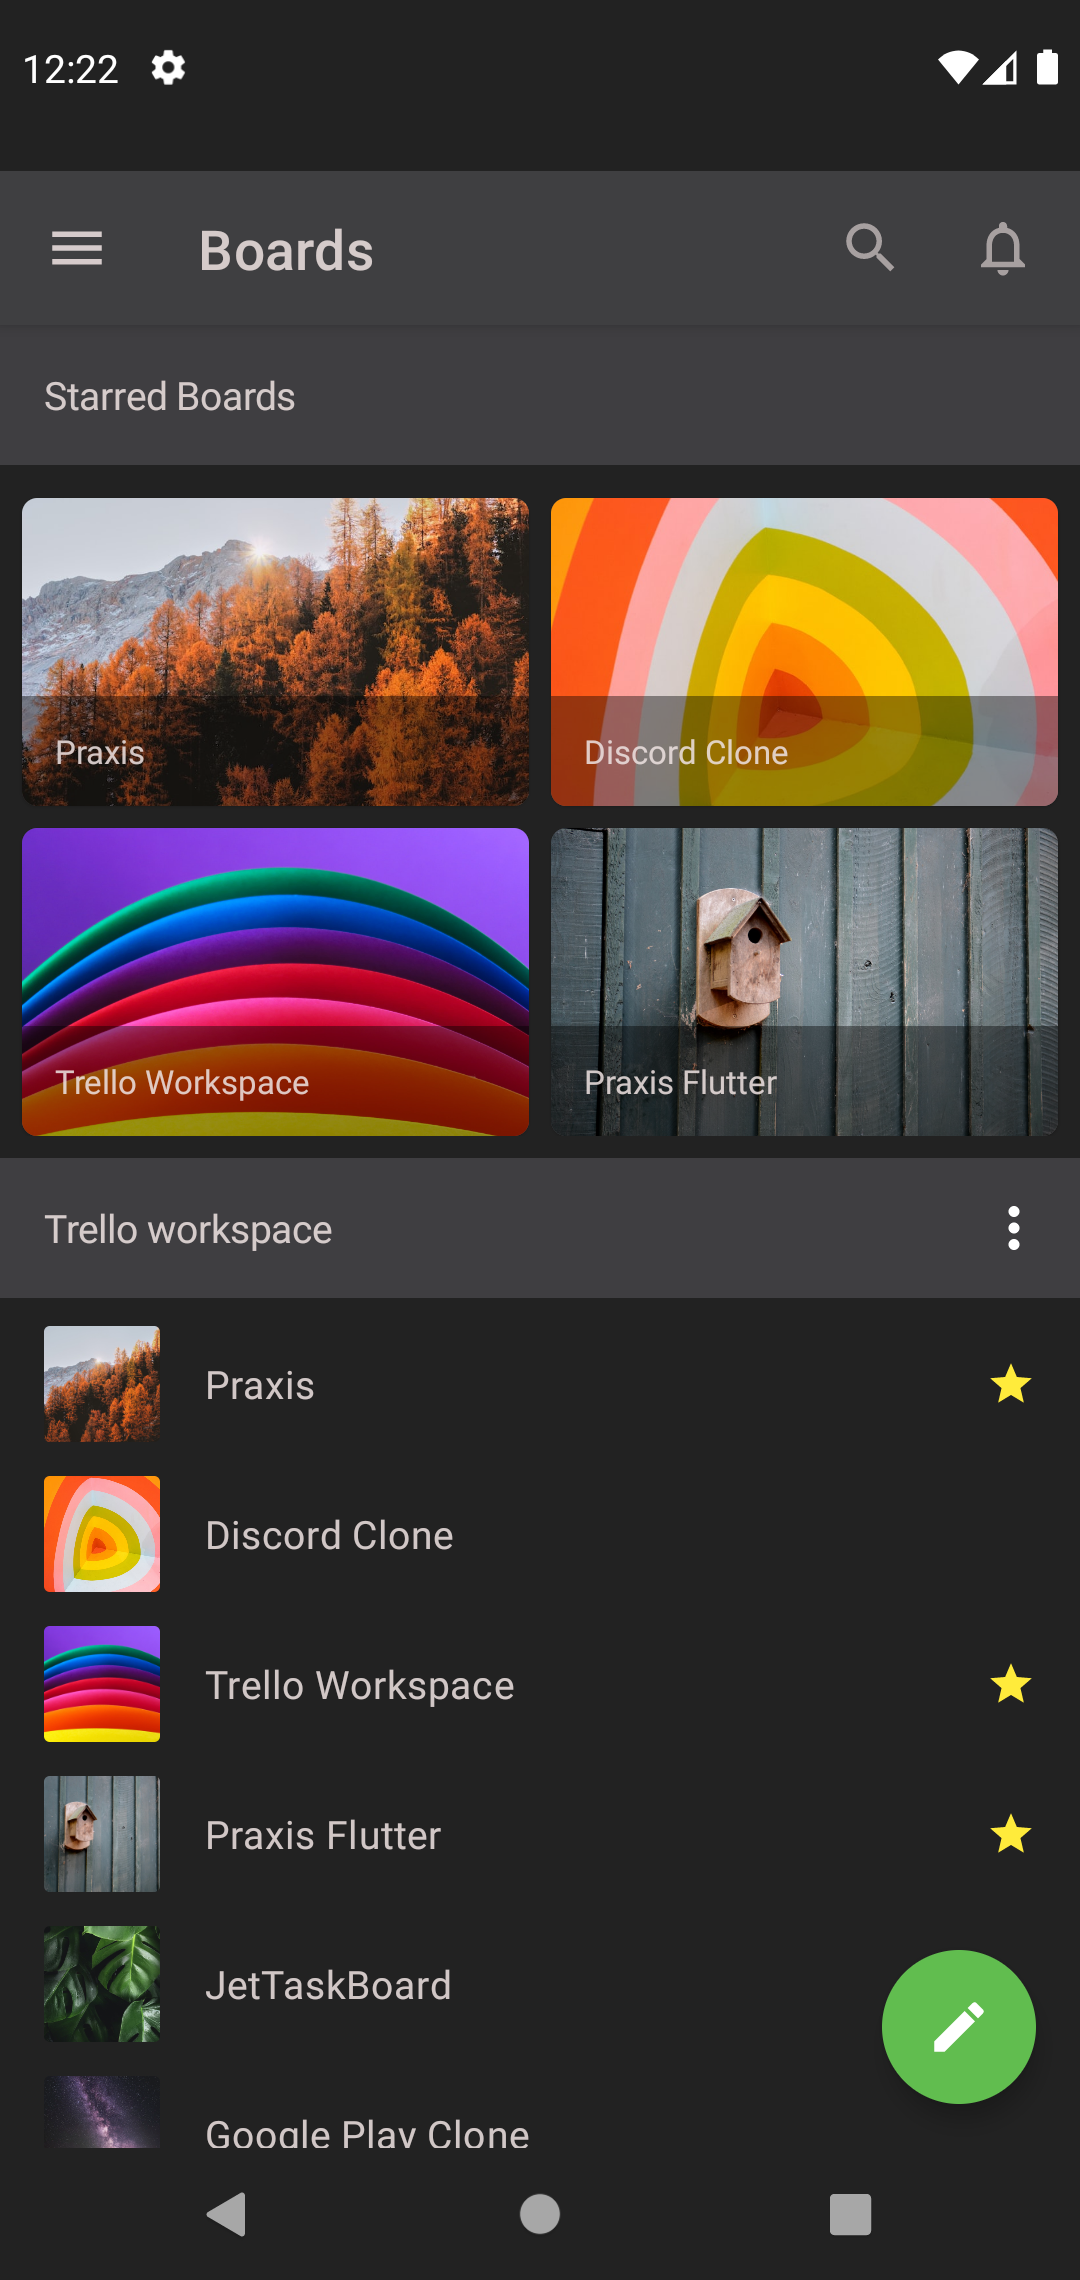 12:22
Boards
Starred Boards
Praxis
Discord Clone
Trello Workspace
Praxis Flutter
Trello workspace
Praxis
Discord Clone
Trello Workspace
Praxis Flutter
JetTaskBoard
Google Play Clone